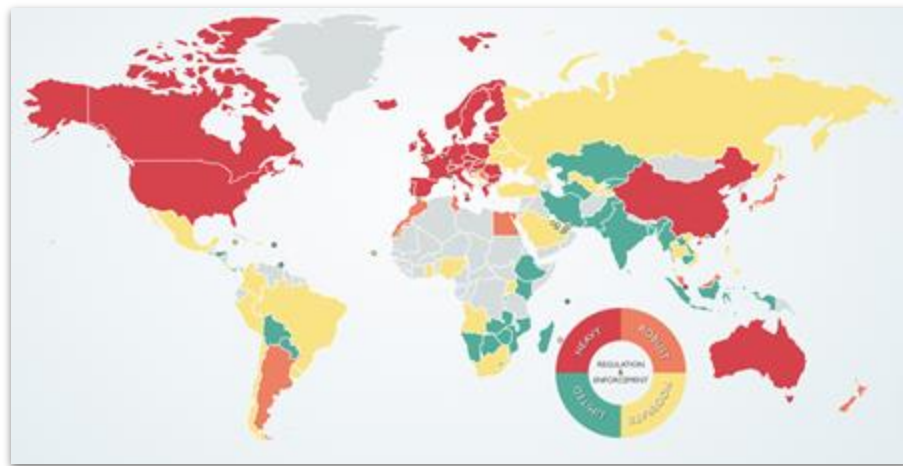 HEAVY
ROBUST
REGULATION
&
ENFORCEMENT
LIMITED
MODERATE